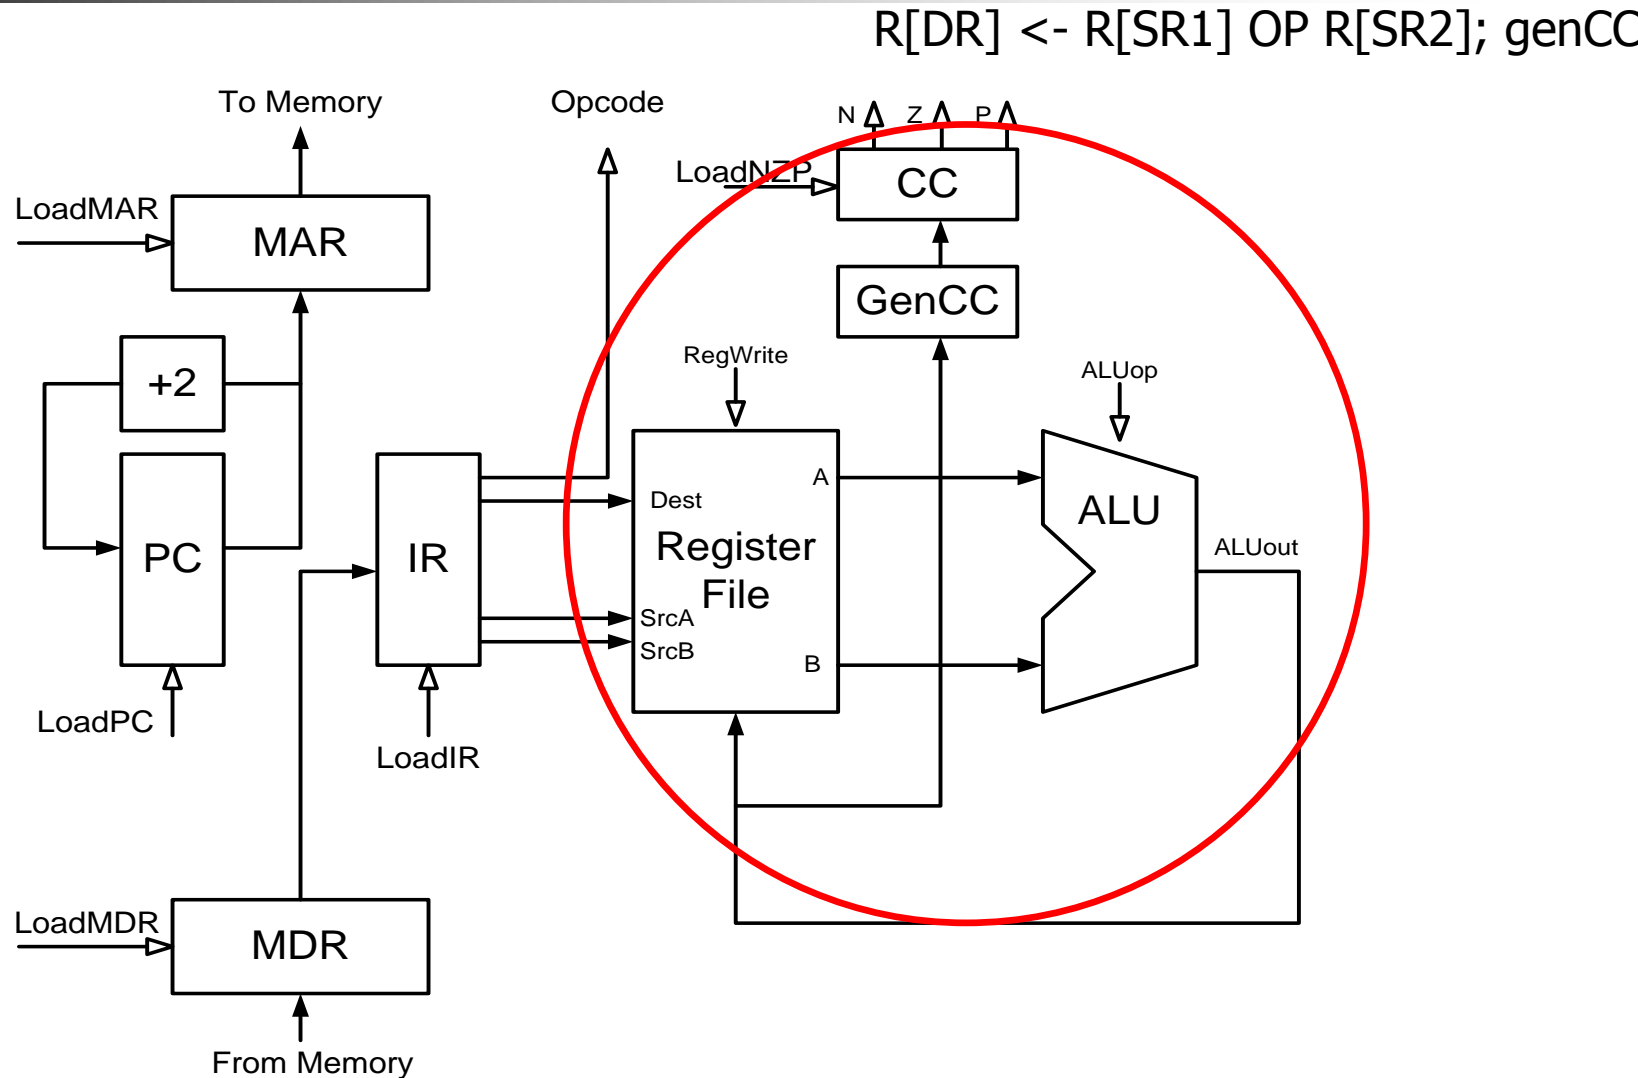 R[DR] <- R[SR1] OP R[SR2]; genCC
To Memory
Opcode
N
Z
P
LoadNZP
CC
LoadMAR
MAR
GenCC
RegWrite
ALUop
+2
A
Dest
ALU
Register
File
PC
IR
ALUout
SrcA
SrcB
B
LoadPC
LoadIR
LoadMDR
MDR
From Memory